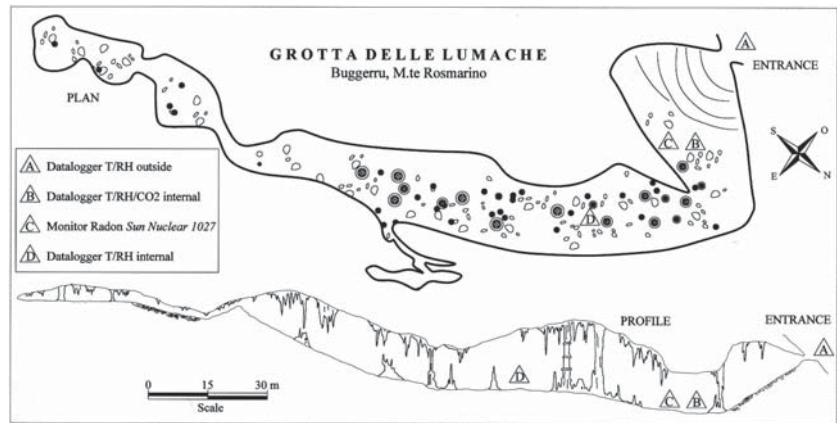 GROTTA DELLE LUMACHE
Buggerru, M.te Rosmarino
A
ENTRANCE
PLAN
C
B
S
O
E
N
A Datalogger T/RH outside
B Datalogger T/RH/CO2 internal
C Monitor Radon Sun Nuclear 1027
D Datalogger T/RH internal
D
PROFILE
ENTRANCE
A
D
C
B
0 15 30 m
Scale